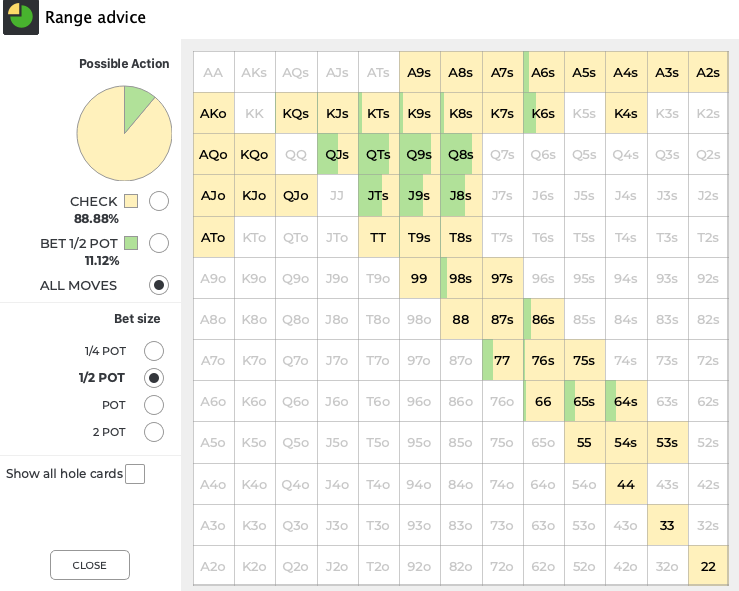 Range advice
Possible Action
CHECK
88.88%
BET 1/2 POT
11.12%
ALL MOVES
Bet size
1/4 POT
1/2 POT
POT
2 POT
Show all hole cards
CLOSE
AA AKs AQs AJs ATs A9s A8s A7s A6s A5s A4s A3s A2s
AKo KK KQs KJs KTs K9s K8s K7s K6s K5s K4s K3s K2s
AQo KQo QQ QJs QTs Q9s Q8s Q7s Q6s Q5s Q4s Q3s Q2s
AJo KJo QJo JJ JTs J9s J8s J7s J6s J5s J4s J3s J2s
ATo KTo QTo JTo TT T9s T8s T7s T6s T5s T4s T3s T2s
A9o K9o Q9o J9o T9o 99 98s 97s 96s 95s 94s 93s 92s
A8o K8o Q8o J8o T8o 98o 88 87s 86s 85s 84s 83s 82s
A7o K7o Q7o J7o T7o 97o 87o 77 76s 75s 74s 73s 72s
A6o K6o Q6o J6o T6o 96o 86o 76o 66 65s 64s 63s 62s
A5o K5o Q5o J5o T5o 95o 85o 75o 65o 55 54s 53s 52s
A4o K4o Q4o J4o T4o 94o 84o 74o 64o 54o 44 43s 42s
A3o K3o Q3o J3o T3o 93o 83o 73o 63o 53o 43o 33 32s
A2o K2o Q2o J2o T2o 92o 82o 72o 62o 52o 42o 32o 22